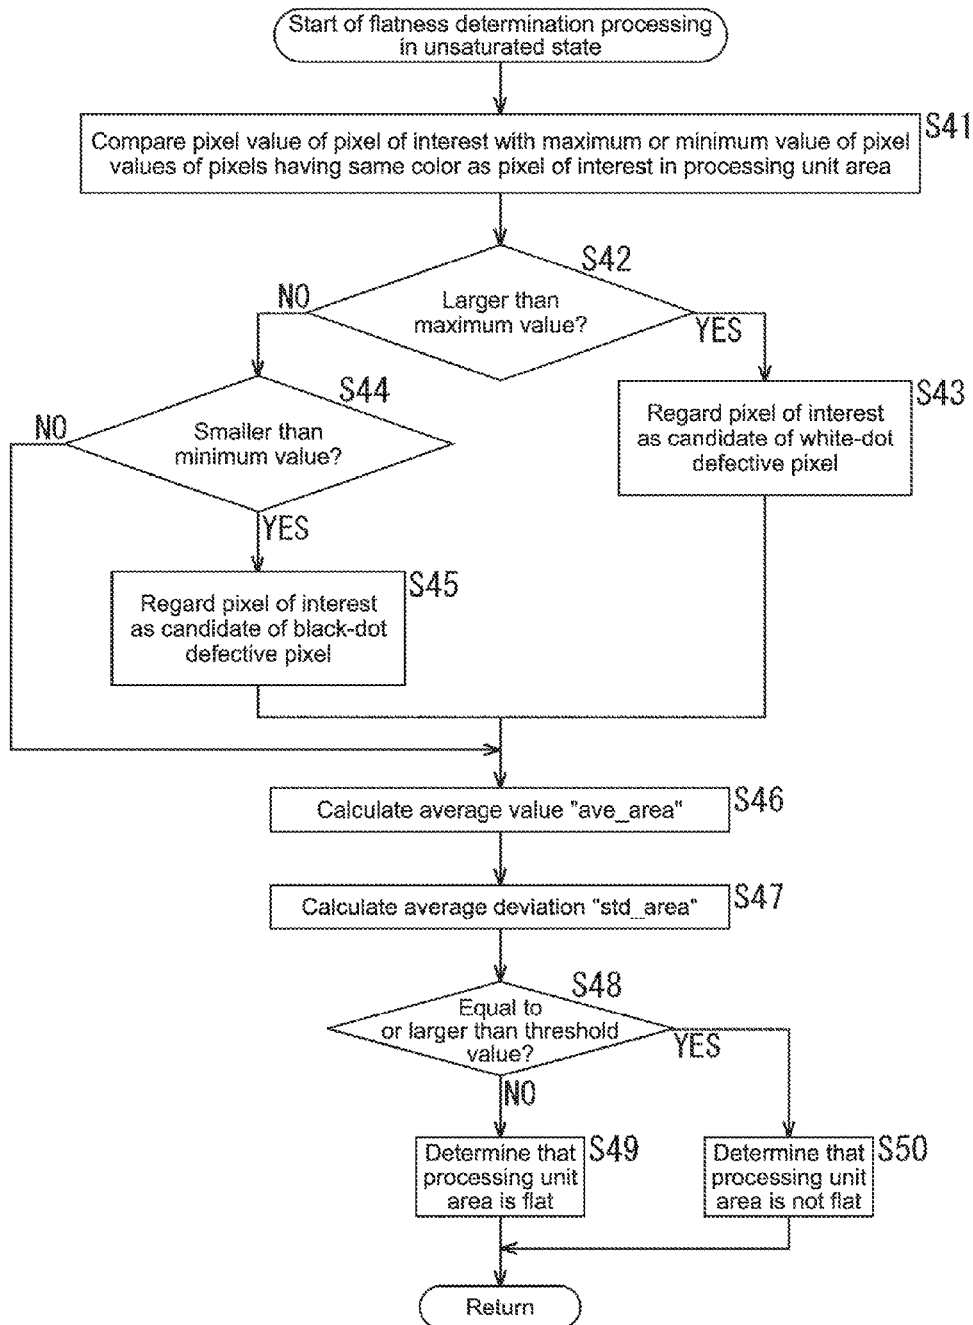 Start of flatness determination processing
in unsaturated state
S41
Compare pixel value of pixel of interest with maximum or minimum value of pixel
values of pixels having same color as pixel of interest in processing unit area
S42
Larger than
maximum value?
NO
YES
S44
Smaller than
minimum value?
NO
YES
S43
Regard pixel of interest
as candidate of white-dot
defective pixel
S45
Regard pixel of interest
as candidate of black-dot
defective pixel
S46
Calculate average value "ave_area"
S47
Calculate average deviation "std_area"
S48
Equal to
or larger than threshold
value?
YES
NO
S49
Determine that
processing unit
area is flat
S50
Determine that
processing unit
area is not flat
Return